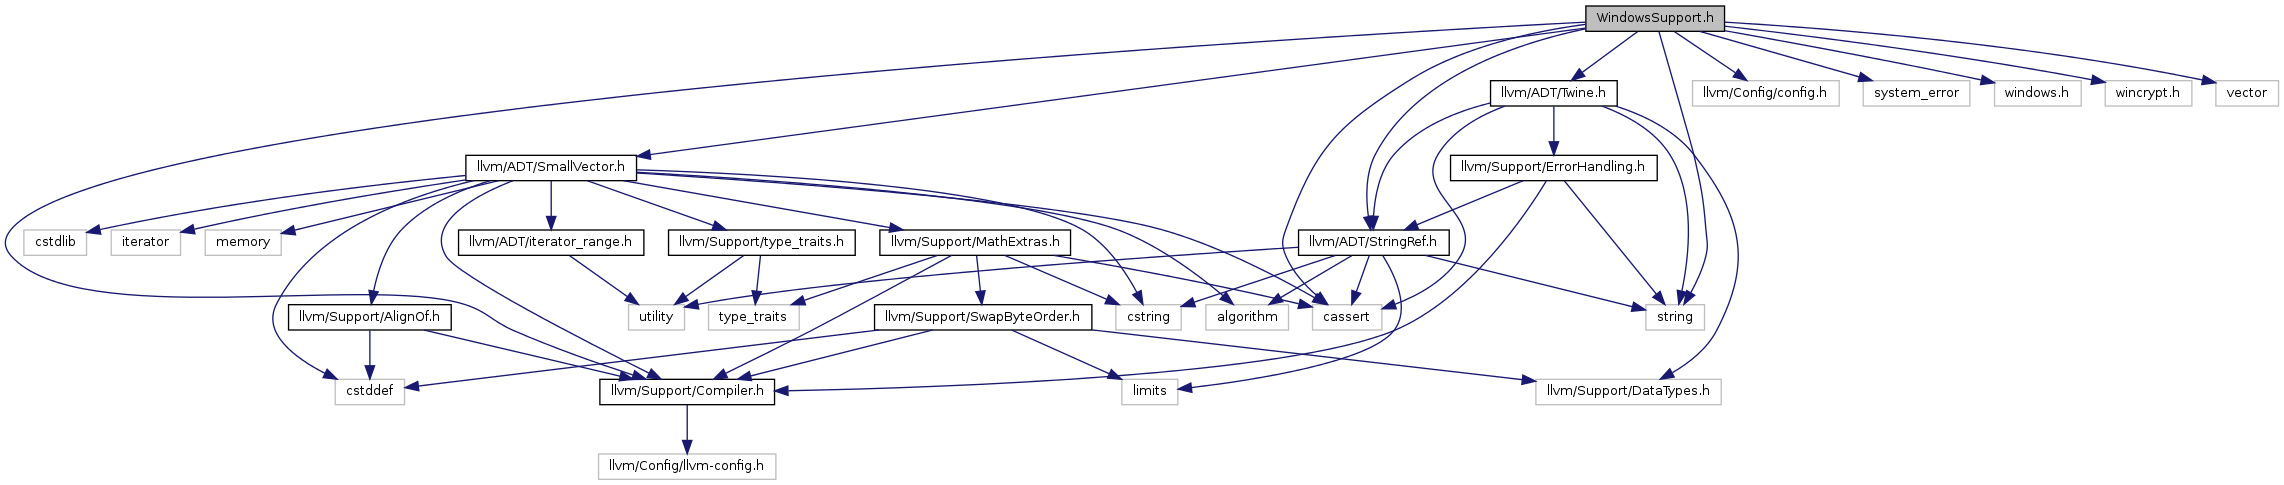 WindowsSupport.h
llvm/ADT/Twine.h
llvm/Config/config.h
system_error
windows.h
wincrypt.h
vector
llvm/ADT/SmallVector.h
llvm/Support/ErrorHandling.h
cstdlib
iterator
memory
llvm/ADT/iterator_range.h
llvm/Support/type_traits.h
llvm/Support/MathExtras.h
llvm/ADT/StringRef.h
llvm/Support/AlignOf.h
utility
type_traits
llvm/Support/SwapByteOrder.h
cstring
algorithm
cassert
string
cstddef
llvm/Support/Compiler.h
limits
llvm/Support/DataTypes.h
llvm/Config/llvm-config.h